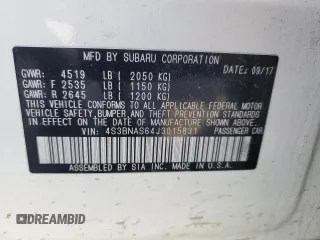 MFD BY SUBARU CORPORATION DATE: 09/17
GVWR: 4519 LB ( 2050 KG)
GAWR: F 2535 LB ( 1150 KG)
GAWR: R 2645 LB ( 1200 KG)
THIS VEHICLE CONFORMS TO ALL APPLICABLE FEDERAL MOTOR
VEHICLE SAFETY, BUMPER, AND THEFT PREVENTION STANDARDS
IN EFFECT ON THE DATE OF MANUFACTURE SHOWN ABOVE.
VIN: 4S3BNAS64J3015831 PASSENGER CAR
ASSEMBLED BY SIA INC. MADE IN U.S.A.